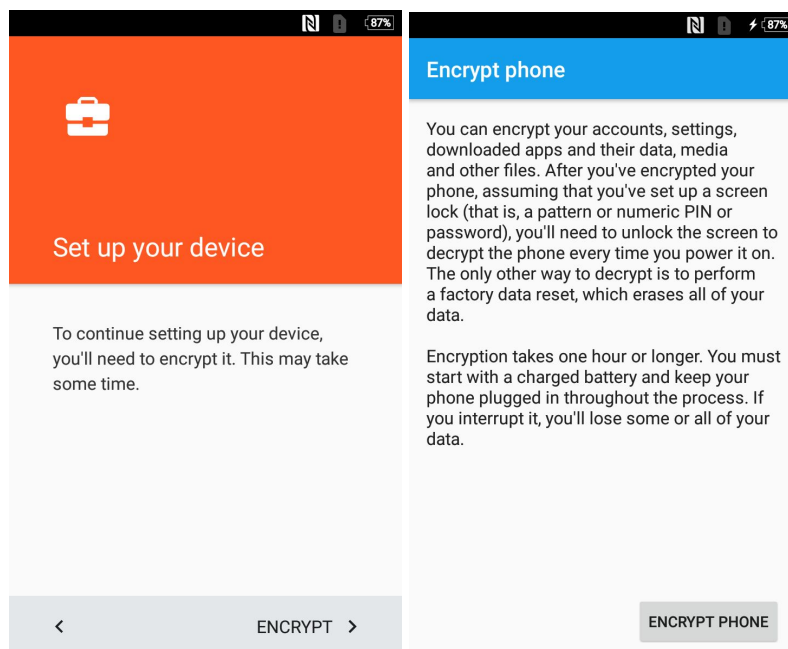 87%
Set up your device
To continue setting up your device,
you'll need to encrypt it. This may take
some time.
ENCRYPT
87%
Encrypt phone
You can encrypt your accounts, settings,
downloaded apps and their data, media
and other files. After you've encrypted your
phone, assuming that you've set up a screen
lock (that is, a pattern or numeric PIN or
password), you'll need to unlock the screen to
decrypt the phone every time you power it on.
The only other way to decrypt is to perform
a factory data reset, which erases all of your
data.
Encryption takes one hour or longer. You must
start with a charged battery and keep your
phone plugged in throughout the process. If
you interrupt it, you'll lose some or all of your
data.
ENCRYPT PHONE